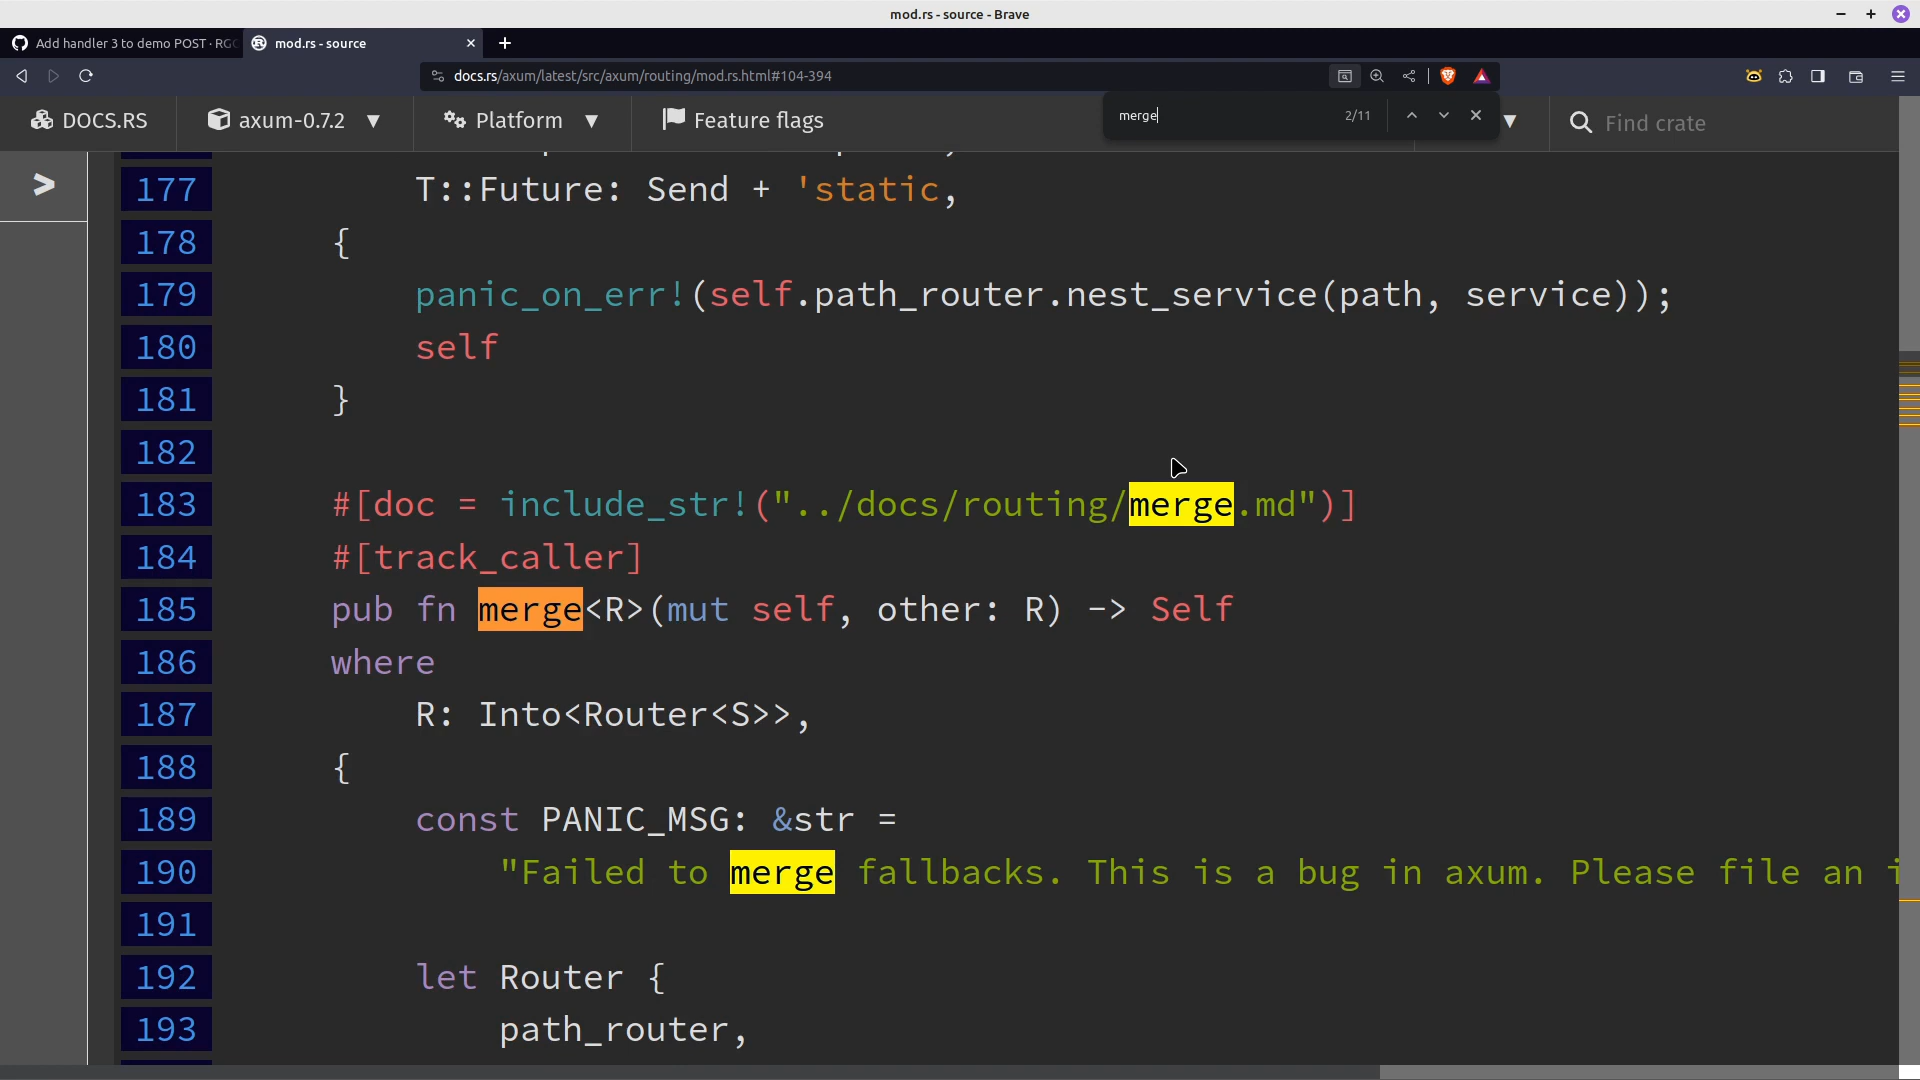 mod.rs - source - Brave
Add handler 3 to demo POST · RGC
mod.rs - source
docs.rs/axum/latest/src/axum/routing/mod.rs.html#104-394
merge 2/11
DOCS.RS axum-0.7.2 ▼ Platform ▼ Feature flags ▼ Find crate
>
177 T::Future: Send + 'static,
178 {
179 panic_on_err!(self.path_router.nest_service(path, service));
180 self
181 }
182
183 #[doc = include_str!("../docs/routing/merge.md")]
184 #[track_caller]
185 pub fn merge<R>(mut self, other: R) -> Self
186 where
187 R: Into<Router<S>>,
188 {
189 const PANIC_MSG: &str =
190 "Failed to merge fallbacks. This is a bug in axum. Please file an i
191
192 let Router {
193 path_router,